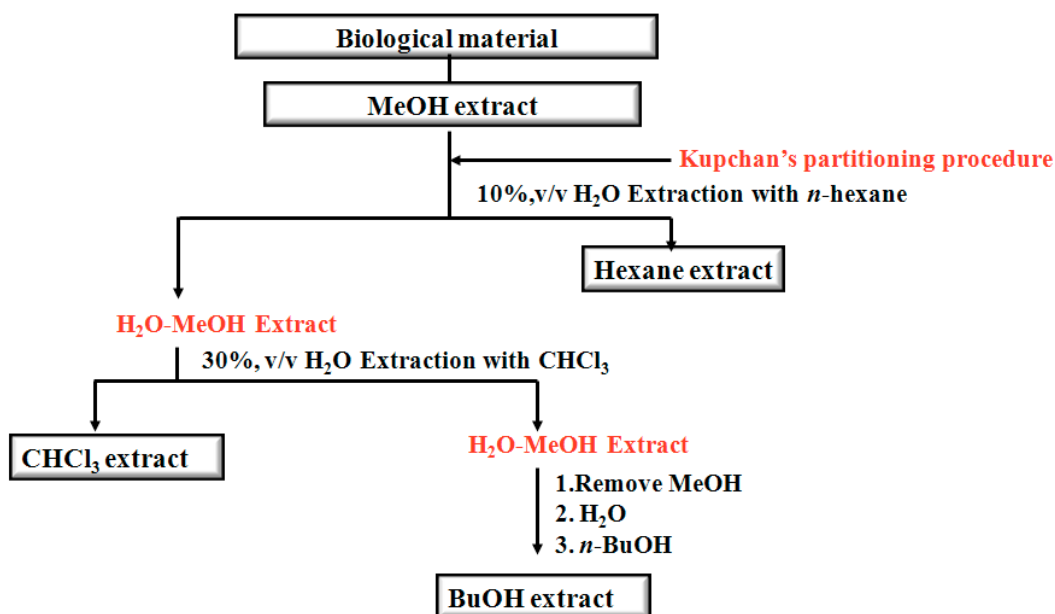 Biological material
MeOH extract
Kupchan's partitioning procedure
10%,v/v H₂O Extraction with n-hexane
Hexane extract
H₂O-MeOH Extract
30%, v/v H₂O Extraction with CHCl₃
CHCl₃ extract
H₂O-MeOH Extract
1.Remove MeOH
2. H₂O
3. n-BuOH
BuOH extract